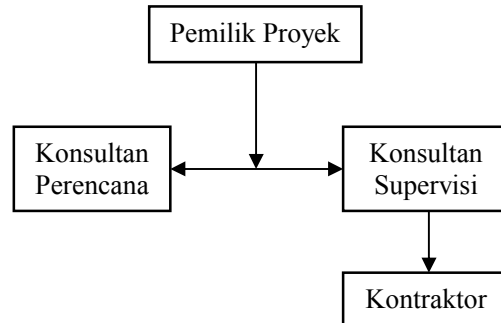 Pemilik Proyek
Konsultan
Perencana
Konsultan
Supervisi
Kontraktor